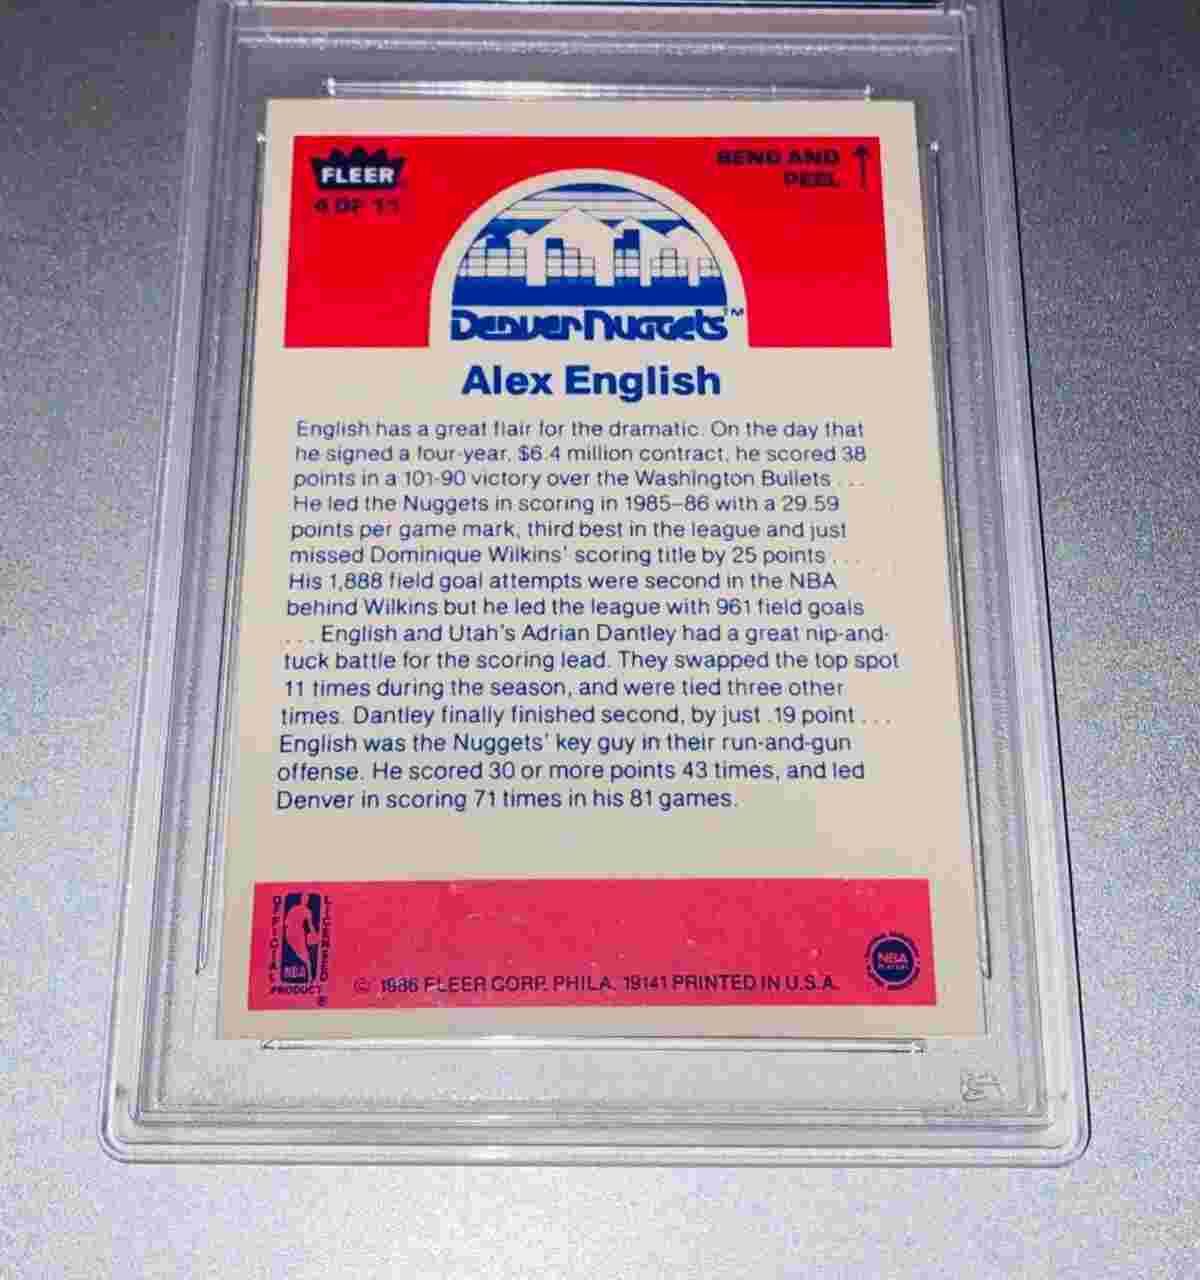 FLEER
4 OF 11
BEND AND
PEEL
Denver Nuggets™
Alex English
English has a great flair for the dramatic. On the day that
he signed a four-year, $6.4 million contract, he scored 38
points in a 101-90 victory over the Washington Bullets . . .
He led the Nuggets in scoring in 1985–86 with a 29.59
points per game mark, third best in the league and just
missed Dominique Wilkins' scoring title by 25 points . . .
His 1,888 field goal attempts were second in the NBA
behind Wilkins but he led the league with 961 field goals
. . . English and Utah's Adrian Dantley had a great nip-and-
tuck battle for the scoring lead. They swapped the top spot
11 times during the season, and were tied three other
times. Dantley finally finished second, by just .19 point . . .
English was the Nuggets' key guy in their run-and-gun
offense. He scored 30 or more points 43 times, and led
Denver in scoring 71 times in his 81 games.
OFFICIAL
LICENSED
NBA
PRODUCT ®
© 1986 FLEER CORP. PHILA. 19141 PRINTED IN U.S.A.
NBA
PLAYERS